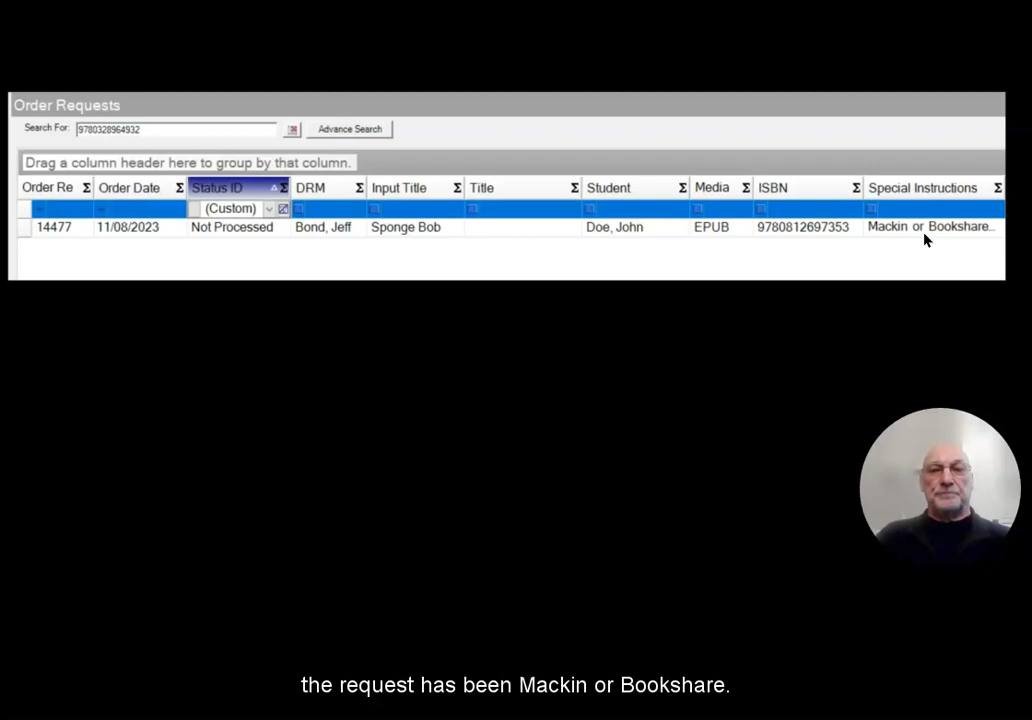 Order Requests
Search For: 9780328964932 Advance Search
Drag a column header here to group by that column.
Order Re Σ Order Date Σ Status ID Σ DRM Σ Input Title Σ Title Σ Student Σ Media Σ ISBN Σ Special Instructions Σ
(Custom)
14477 11/08/2023 Not Processed Bond, Jeff Sponge Bob Doe, John EPUB 9780812697353 Mackin or Bookshare...
the request has been Mackin or Bookshare.